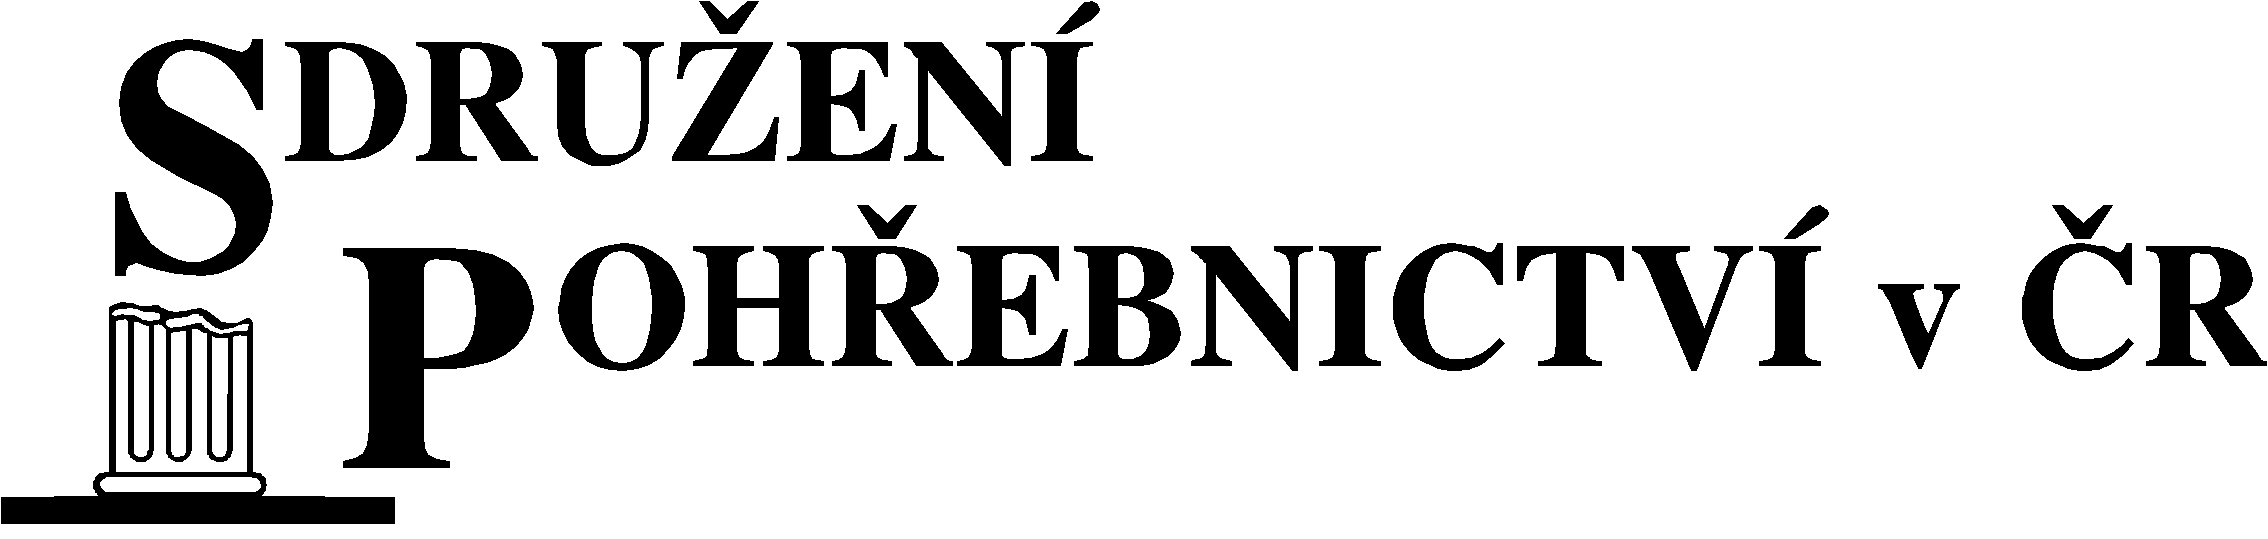 SDRUŽENÍ
POHŘEBNICTVÍ v ČR